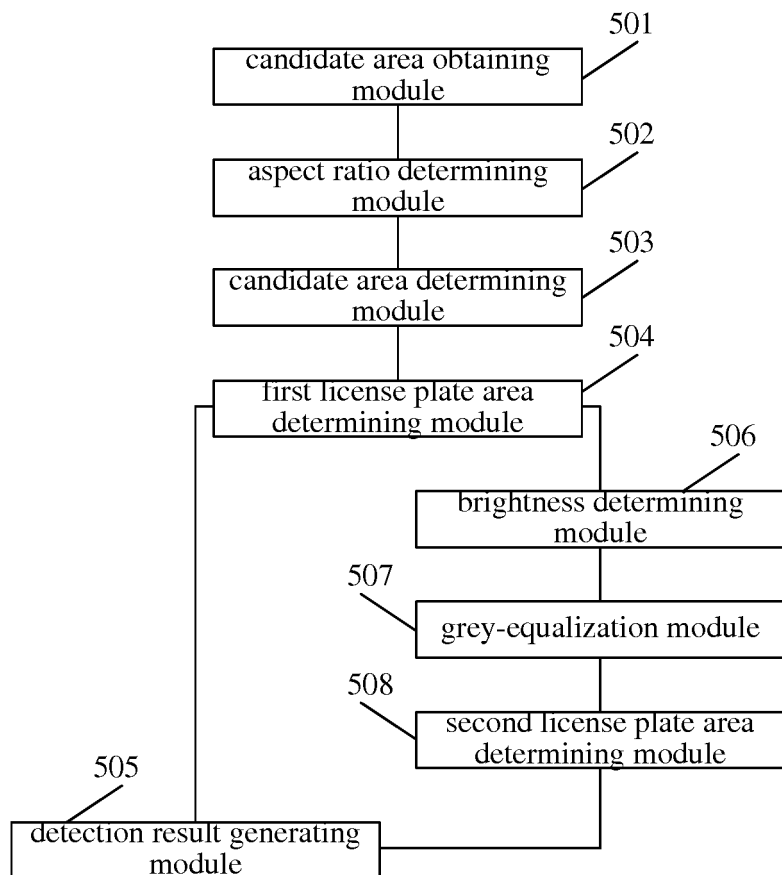 501
candidate area obtaining
module
502
aspect ratio determining
module
503
candidate area determining
module
504
first license plate area
determining module
506
brightness determining
module
507
grey-equalization module
508
second license plate area
determining module
505
detection result generating
module